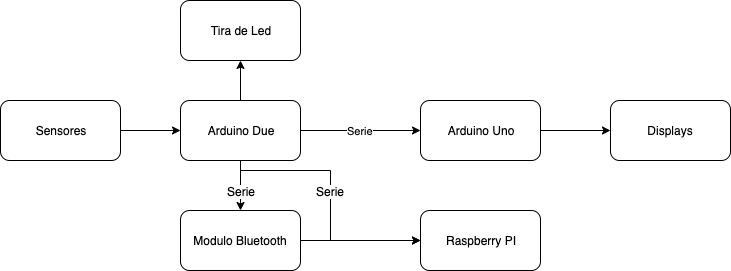 Tira de Led
Sensores
Arduino Due
Serie
Arduino Uno
Displays
Serie
Serie
Modulo Bluetooth
Raspberry PI